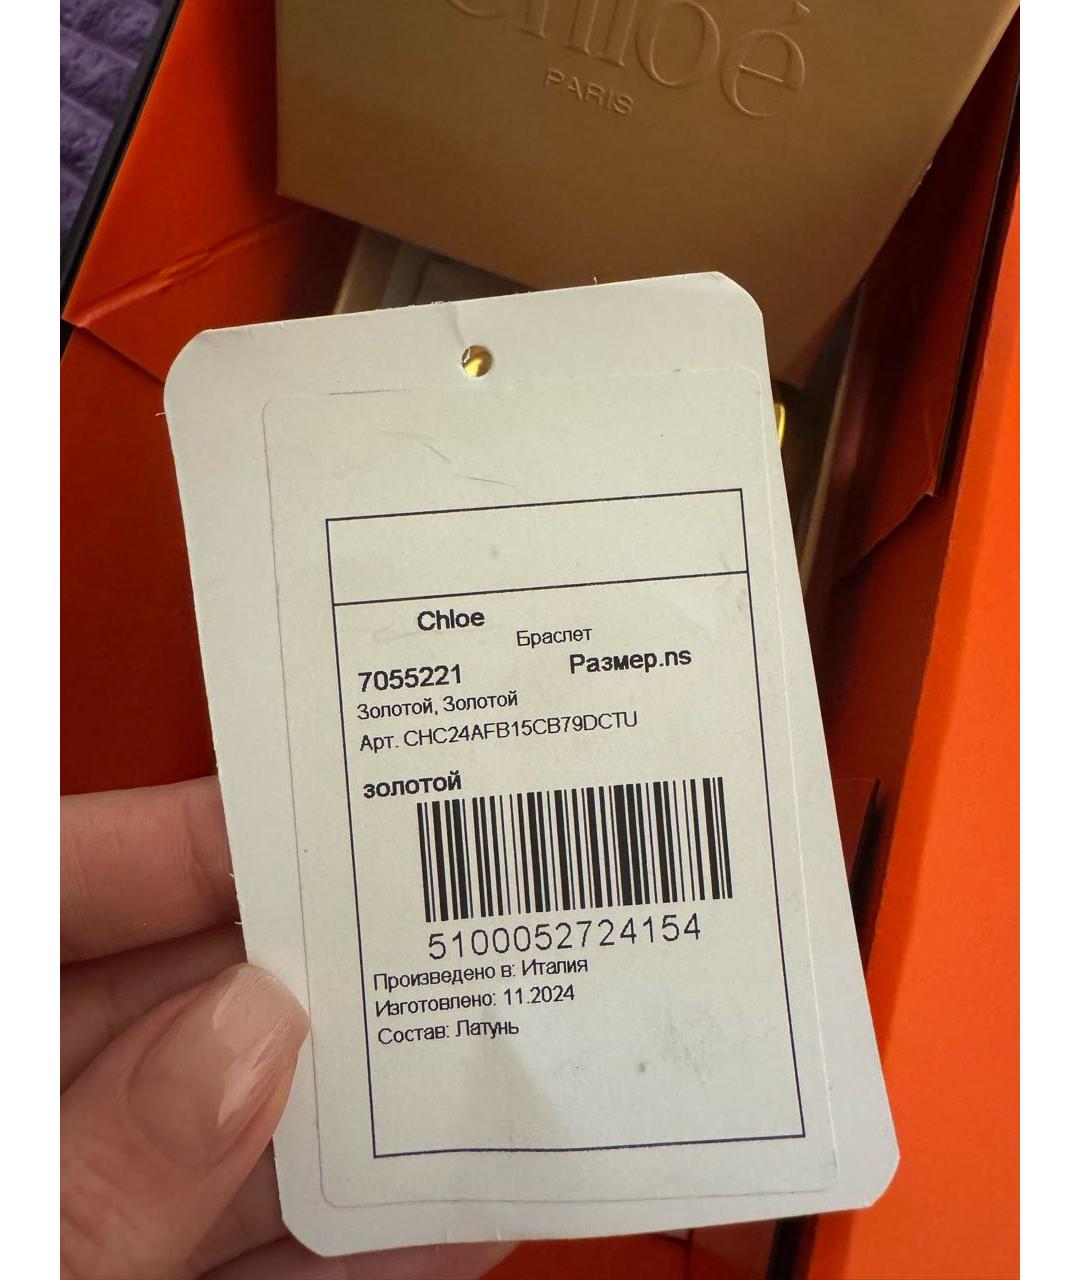 Chloé
PARIS
Chloe
Браслет
7055221
Размер.ns
Золотой, Золотой
Арт. CHC24AFB15CB79DCTU
золотой
5100052724154
Произведено в: Италия
Изготовлено: 11.2024
Состав: Латунь